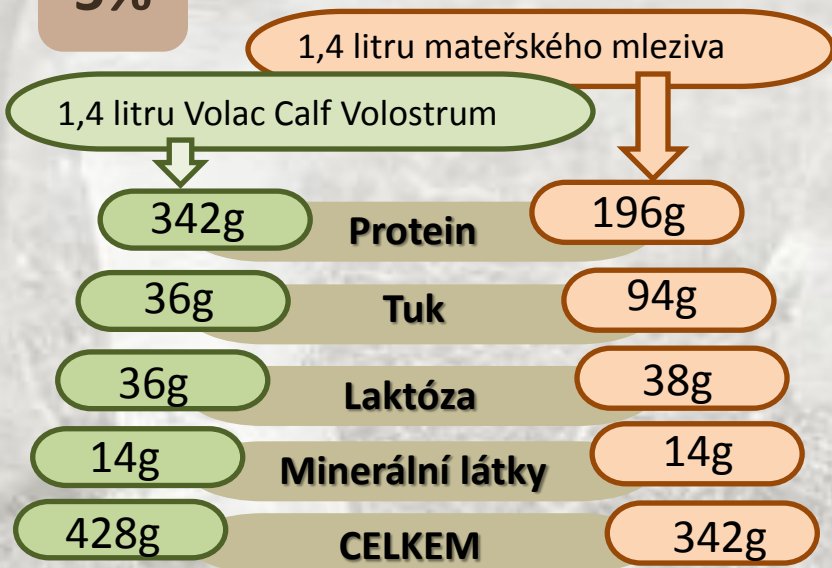 5%
1,4 litru mateřského mleziva
1,4 litru Volac Calf Volostrum
342g Protein 196g
36g Tuk 94g
36g Laktóza 38g
14g Minerální látky 14g
428g CELKEM 342g